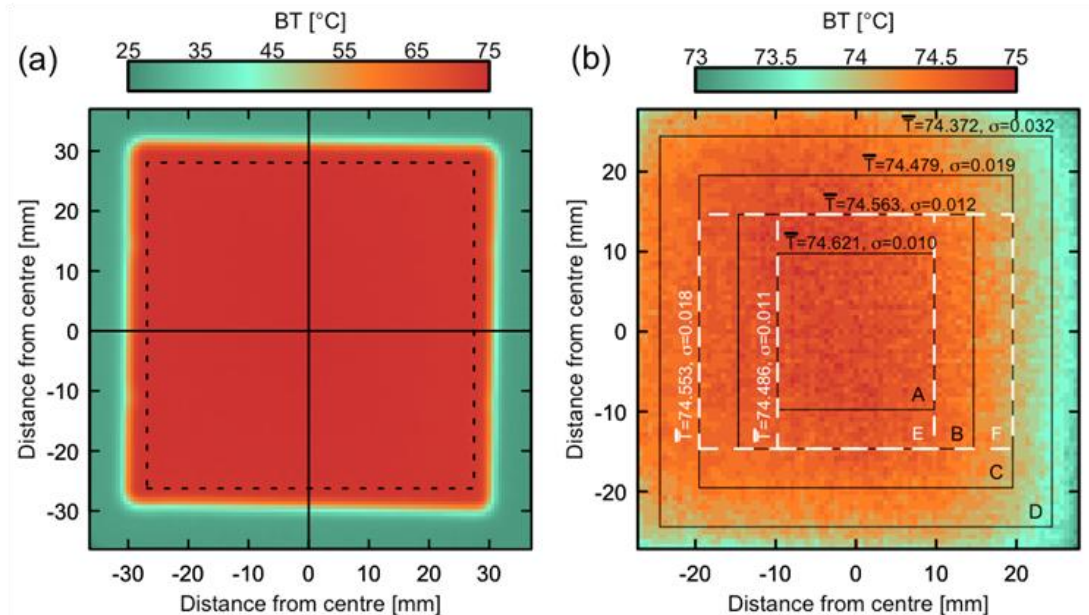 BT [°C]
25 35 45 55 65 75
(a)
Distance from centre [mm]
30
20
10
0
-10
-20
-30
-30 -20 -10 0 10 20 30
Distance from centre [mm]
BT [°C]
73 73.5 74 74.5 75
(b)
Distance from centre [mm]
20
10
0
-10
-20
T̅=74.372, σ=0.032
T̅=74.479, σ=0.019
T̅=74.563, σ=0.012
T̅=74.621, σ=0.010
T̅=74.553, σ=0.018
T̅=74.486, σ=0.011
A
E B F
C
D
-20 -10 0 10 20
Distance from centre [mm]